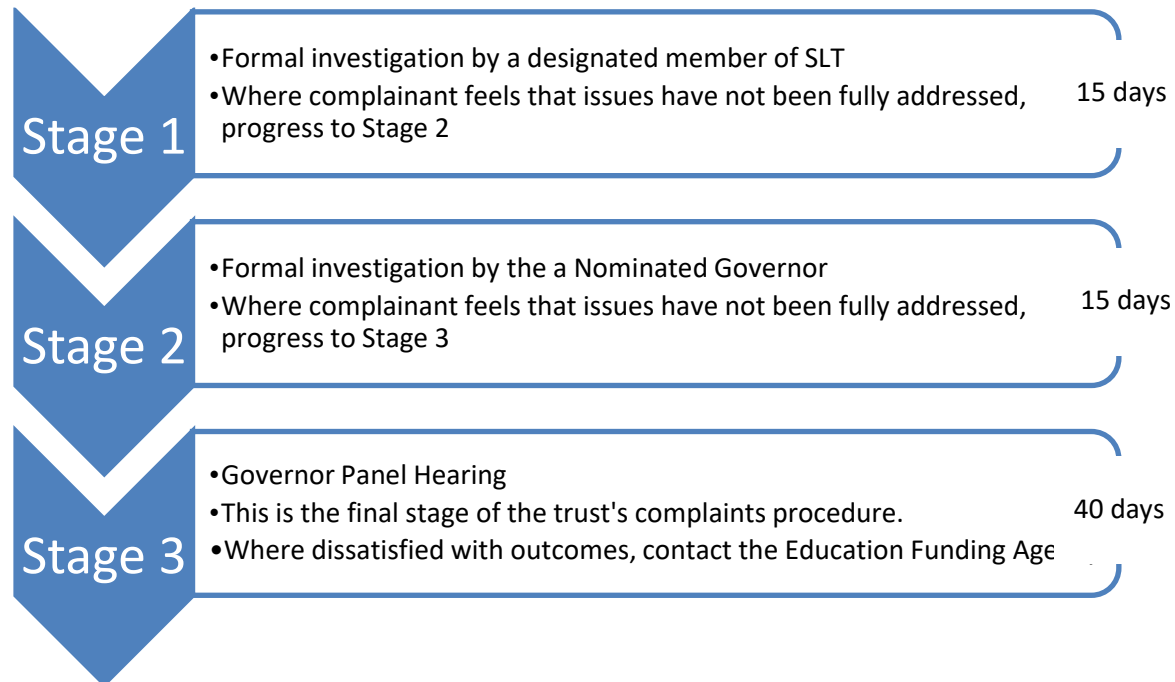 Stage 1
•Formal investigation by a designated member of SLT
•Where complainant feels that issues have not been fully addressed,
progress to Stage 2
15 days
Stage 2
•Formal investigation by the a Nominated Governor
•Where complainant feels that issues have not been fully addressed,
progress to Stage 3
15 days
Stage 3
•Governor Panel Hearing
•This is the final stage of the trust's complaints procedure.
•Where dissatisfied with outcomes, contact the Education Funding Age
40 days